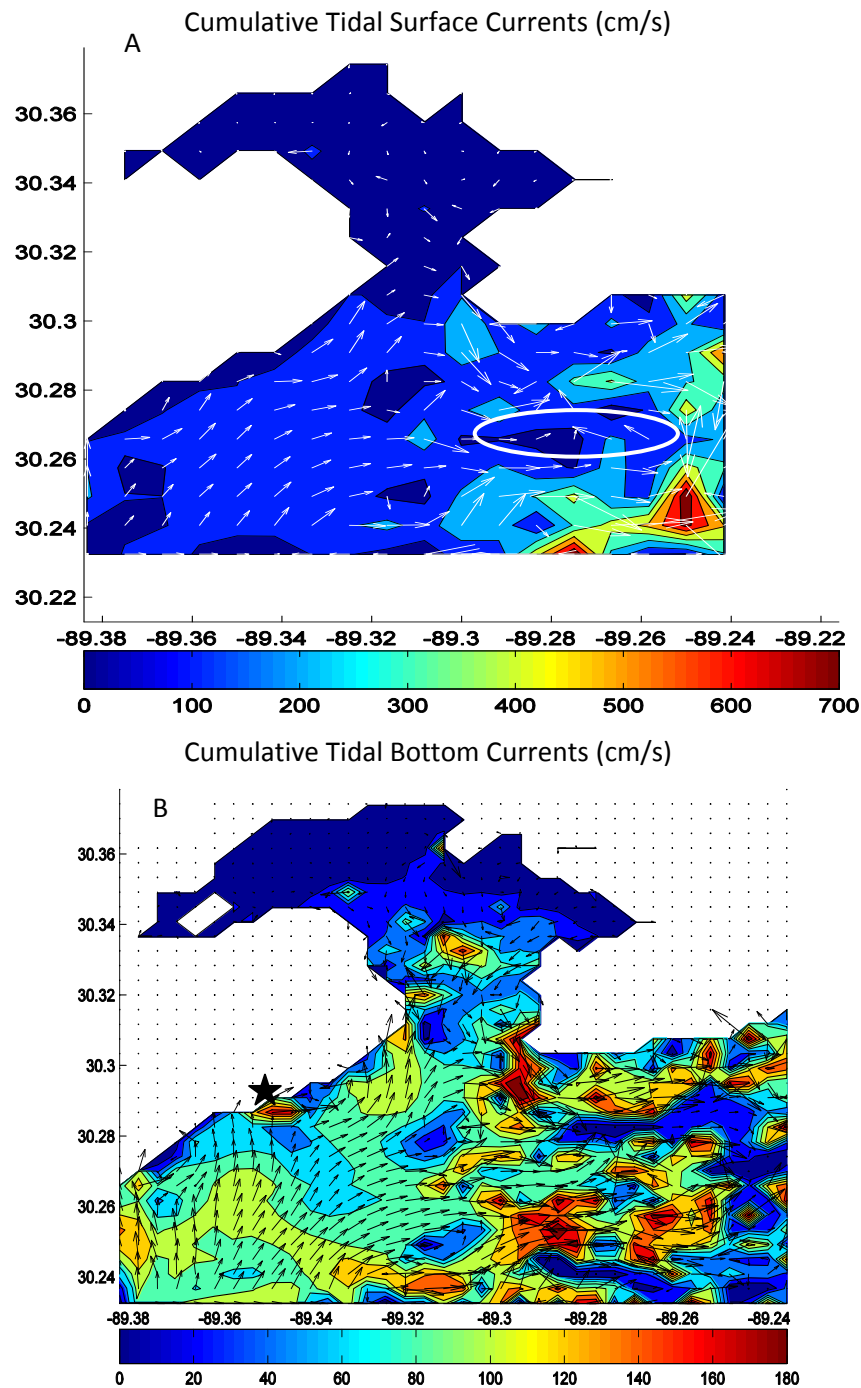 Cumulative Tidal Surface Currents (cm/s)
A
30.36
30.34
30.32
30.3
30.28
30.26
30.24
30.22
-89.38 -89.36 -89.34 -89.32 -89.3 -89.28 -89.26 -89.24 -89.22
0 100 200 300 400 500 600 700
Cumulative Tidal Bottom Currents (cm/s)
B
30.36
30.34
30.32
30.3
30.28
30.26
30.24
-89.38 -89.36 -89.34 -89.32 -89.3 -89.28 -89.26 -89.24
0 20 40 60 80 100 120 140 160 180